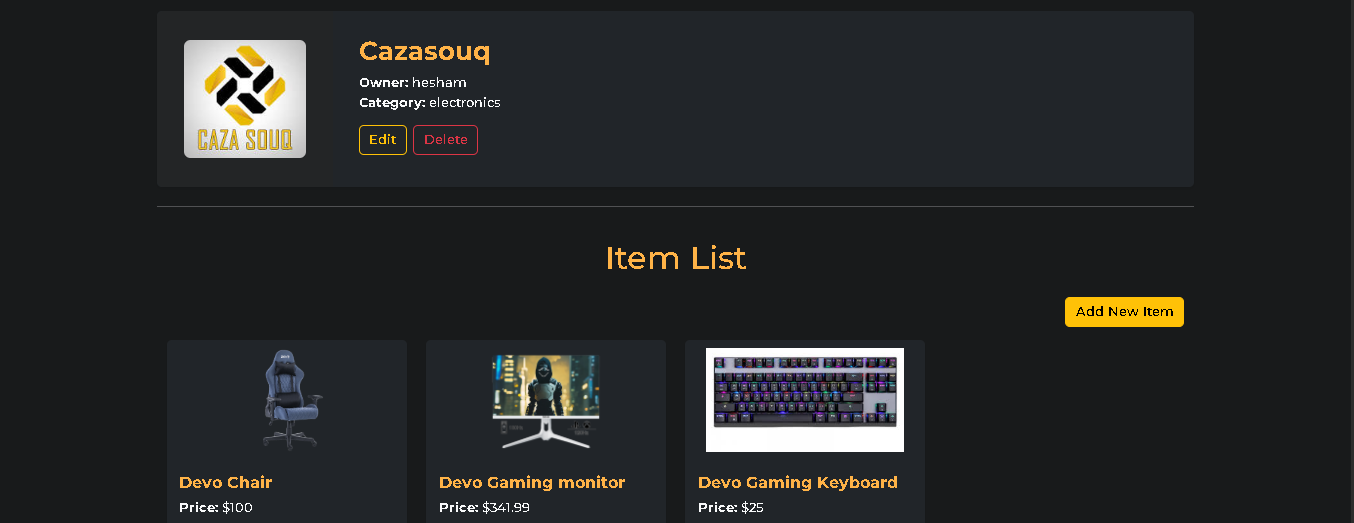 CAZA SOUQ
Cazasouq
Owner: hesham
Category: electronics
Edit
Delete
Item List
Add New Item
Devo Chair
Price: $100
Devo Gaming monitor
Price: $341.99
Devo Gaming Keyboard
Price: $25